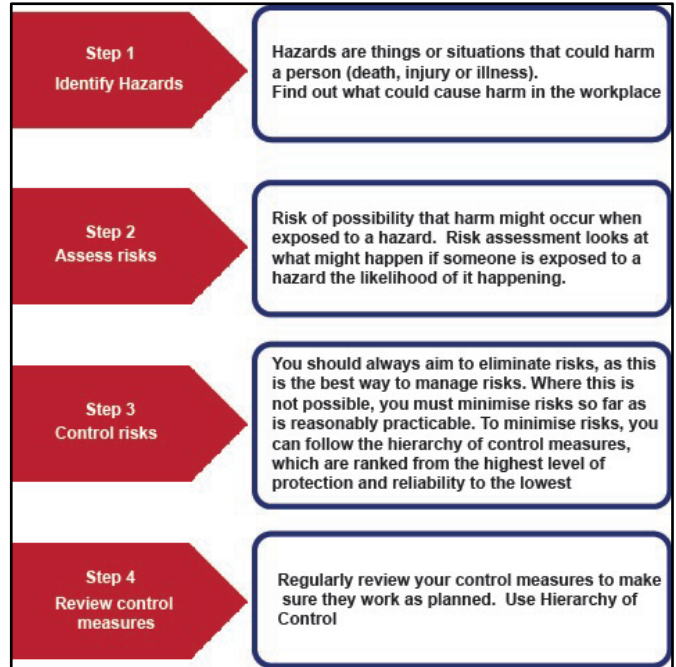 Step 1
Identify Hazards
Hazards are things or situations that could harm
a person (death, injury or illness).
Find out what could cause harm in the workplace
Step 2
Assess risks
Risk of possibility that harm might occur when
exposed to a hazard.  Risk assessment looks at
what might happen if someone is exposed to a
hazard the likelihood of it happening.
Step 3
Control risks
You should always aim to eliminate risks, as this
is the best way to manage risks. Where this is
not possible, you must minimise risks so far as
is reasonably practicable. To minimise risks, you
can follow the hierarchy of control measures,
which are ranked from the highest level of
protection and reliability to the lowest
Step 4
Review control
measures
Regularly review your control measures to make
sure they work as planned.  Use Hierarchy of
Control